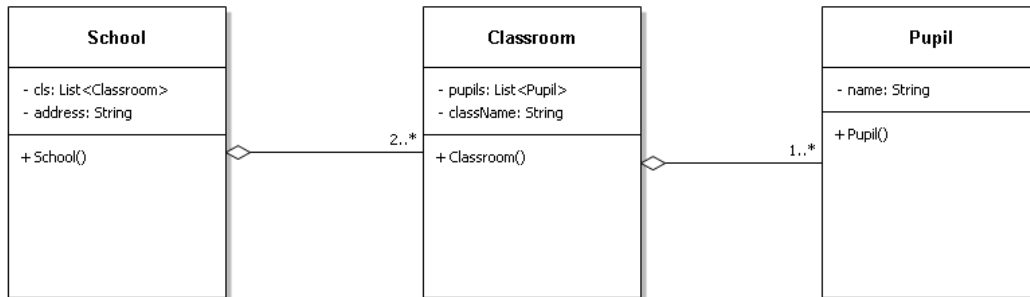 School
- cls: List<Classroom>
- address: String
+ School()
2..*
Classroom
- pupils: List<Pupil>
- className: String
+ Classroom()
1..*
Pupil
- name: String
+ Pupil()